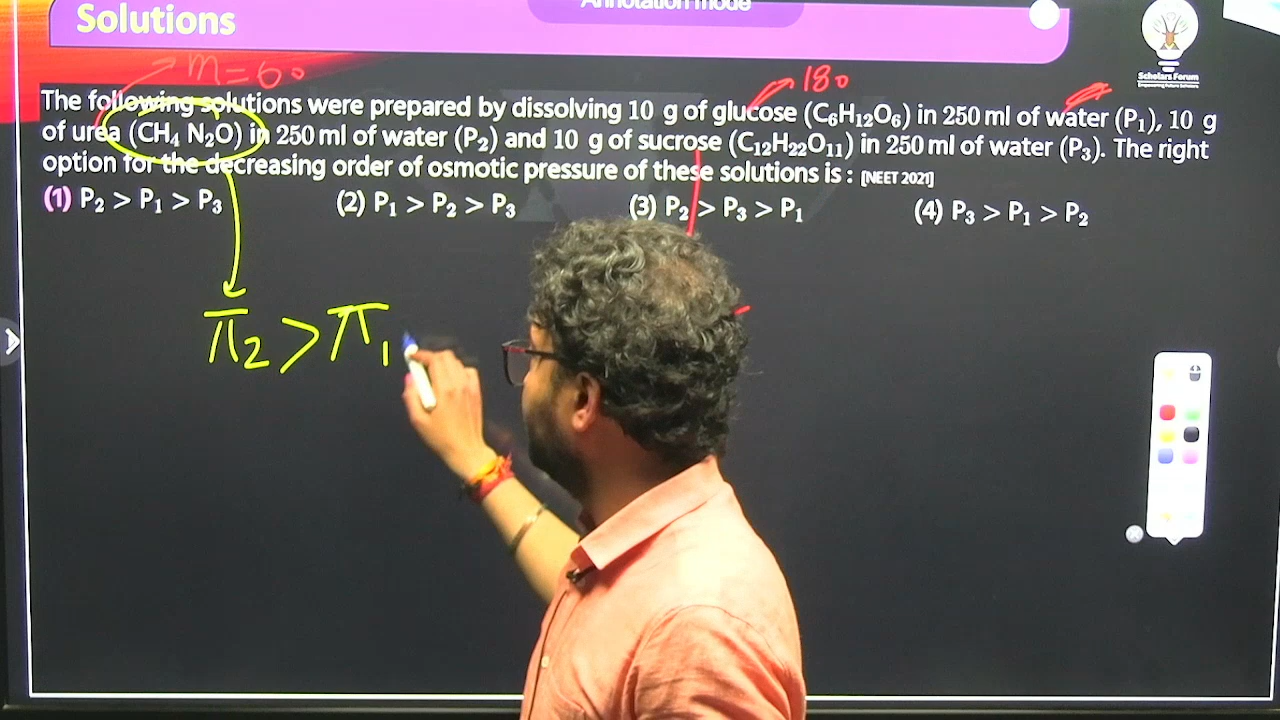 Annotation mode
Solutions
Scholars Forum
Empowering Future Scholars
m = 60
180
The following solutions were prepared by dissolving 10 g of glucose (C₆H₁₂O₆) in 250 ml of water (P₁), 10 g
of urea (CH₄ N₂O) in 250 ml of water (P₂) and 10 g of sucrose (C₁₂H₂₂O₁₁) in 250 ml of water (P₃). The right
option for the decreasing order of osmotic pressure of these solutions is : [NEET 2021]
(1) P₂ > P₁ > P₃ (2) P₁ > P₂ > P₃ (3) P₂ > P₃ > P₁ (4) P₃ > P₁ > P₂
π₂ > π₁